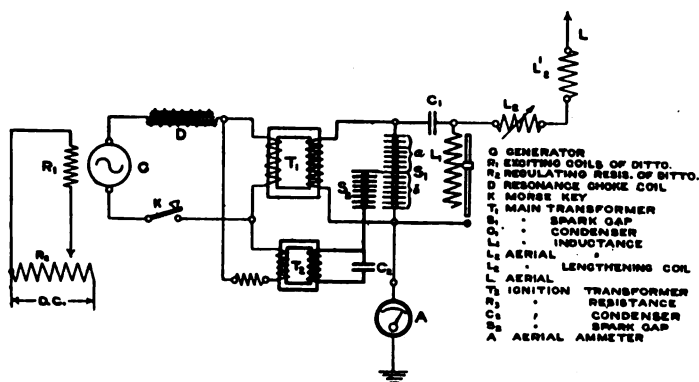 L
L'2
L2
C1
D
T1
a
S1
b
L1
R1
G
K
S2
T2
C2
R2
D.C.
A
G GENERATOR
R1 EXCITING COILS OF DITTO.
R2 REGULATING RESIS. OF DITTO.
D RESONANCE CHOKE COIL
K MORSE KEY
T1 MAIN TRANSFORMER
S1 " SPARK GAP
C1 " CONDENSER
L1 " INDUCTANCE
L2 AERIAL "
L'2 " LENGTHENING COIL
L AERIAL
T2 IGNITION TRANSFORMER
R3 " RESISTANCE
C2 " CONDENSER
S2 " SPARK GAP
A AERIAL AMMETER